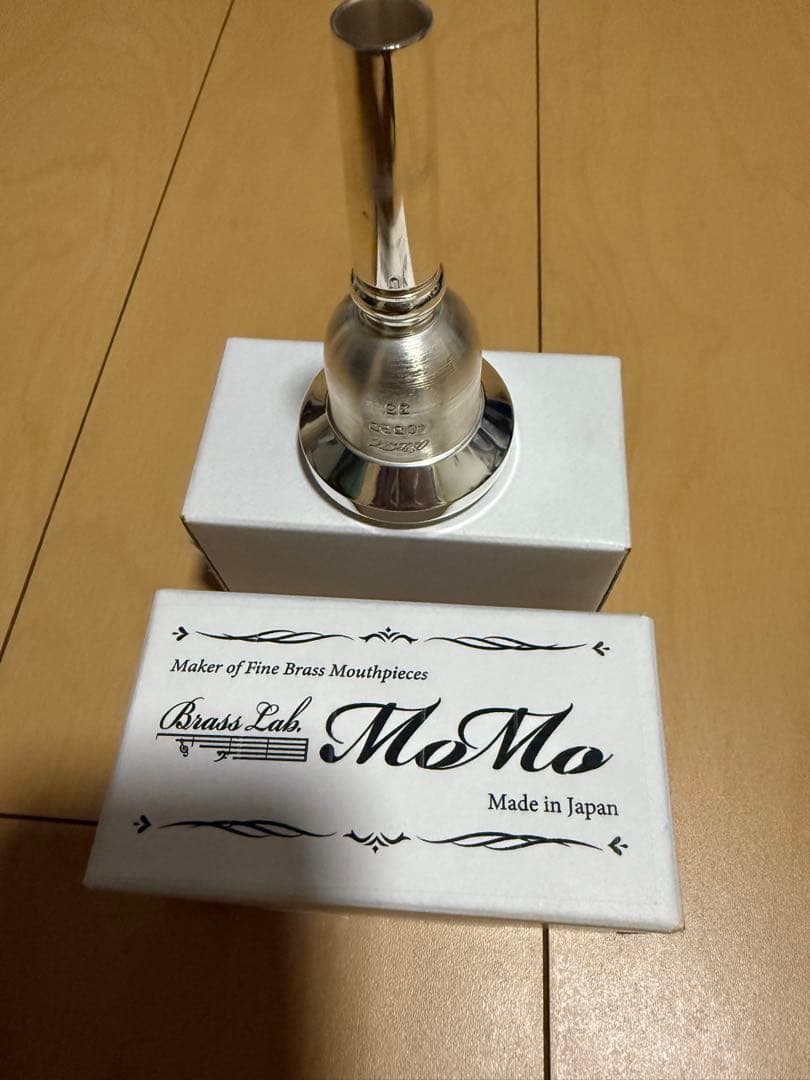 Maker of Fine Brass Mouthpieces
Brass Lab. MoMo
Made in Japan